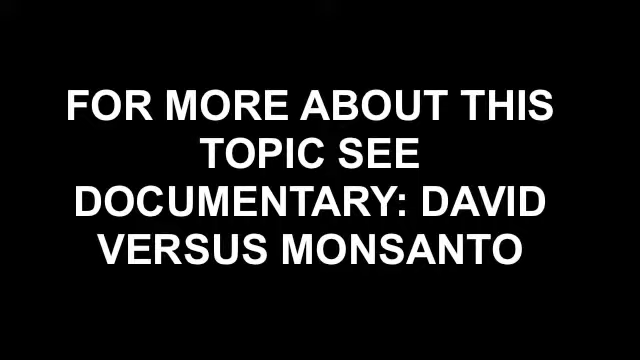 FOR MORE ABOUT THIS
TOPIC SEE
DOCUMENTARY: DAVID
VERSUS MONSANTO